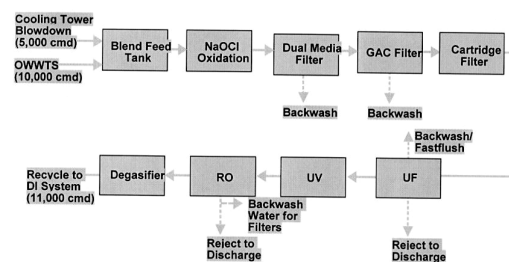 Cooling Tower
Blowdown
(5,000 cmd)
OWWTS
(10,000 cmd)
Blend Feed
Tank
NaOCl
Oxidation
Dual Media
Filter
GAC Filter
Cartridge
Filter
Backwash
Backwash
Backwash/
Fastflush
Recycle to
DI System
(11,000 cmd)
Degasifier
RO
UV
UF
Backwash
Water for
Filters
Reject to
Discharge
Reject to
Discharge